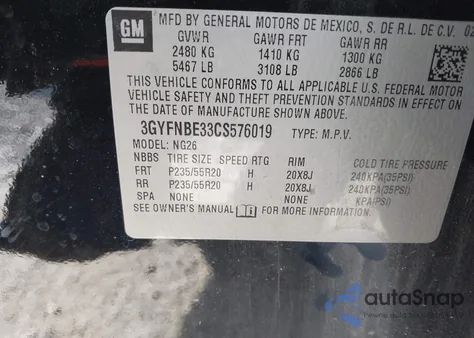 GM
MFD BY GENERAL MOTORS DE MEXICO, S. DE R.L. DE C.V. 02
GVWR GAWR FRT GAWR RR
2480 KG 1410 KG 1300 KG
5467 LB 3108 LB 2866 LB
THIS VEHICLE CONFORMS TO ALL APPLICABLE U.S. FEDERAL MOTOR
VEHICLE SAFETY AND THEFT PREVENTION STANDARDS IN EFFECT ON
THE DATE OF MANUFACTURE SHOWN ABOVE.
3GYFNBE33CS576019 TYPE: M.P.V.
MODEL: NG26
NBBS TIRE SIZE SPEED RTG RIM COLD TIRE PRESSURE
FRT P235/55R20 H 20X8J 240KPA(35PSI)
RR P235/55R20 H 20X8J 240KPA(35PSI)
SPA NONE NONE KPA(PSI)
SEE OWNER'S MANUAL FOR MORE INFORMATION.
autoSnap